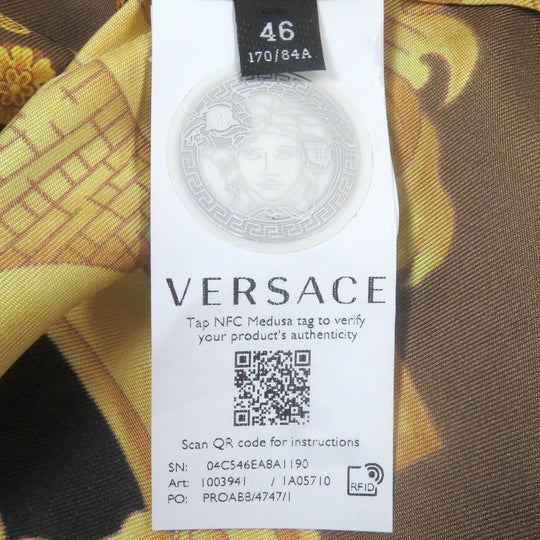 46
170/84A
VERSACE
Tap NFC Medusa tag to verify
your product's authenticity
Scan QR code for instructions
SN: 04C546EA8A1190
Art: 1003941 / 1A05710
PO: PROABB/4747/1
RFID